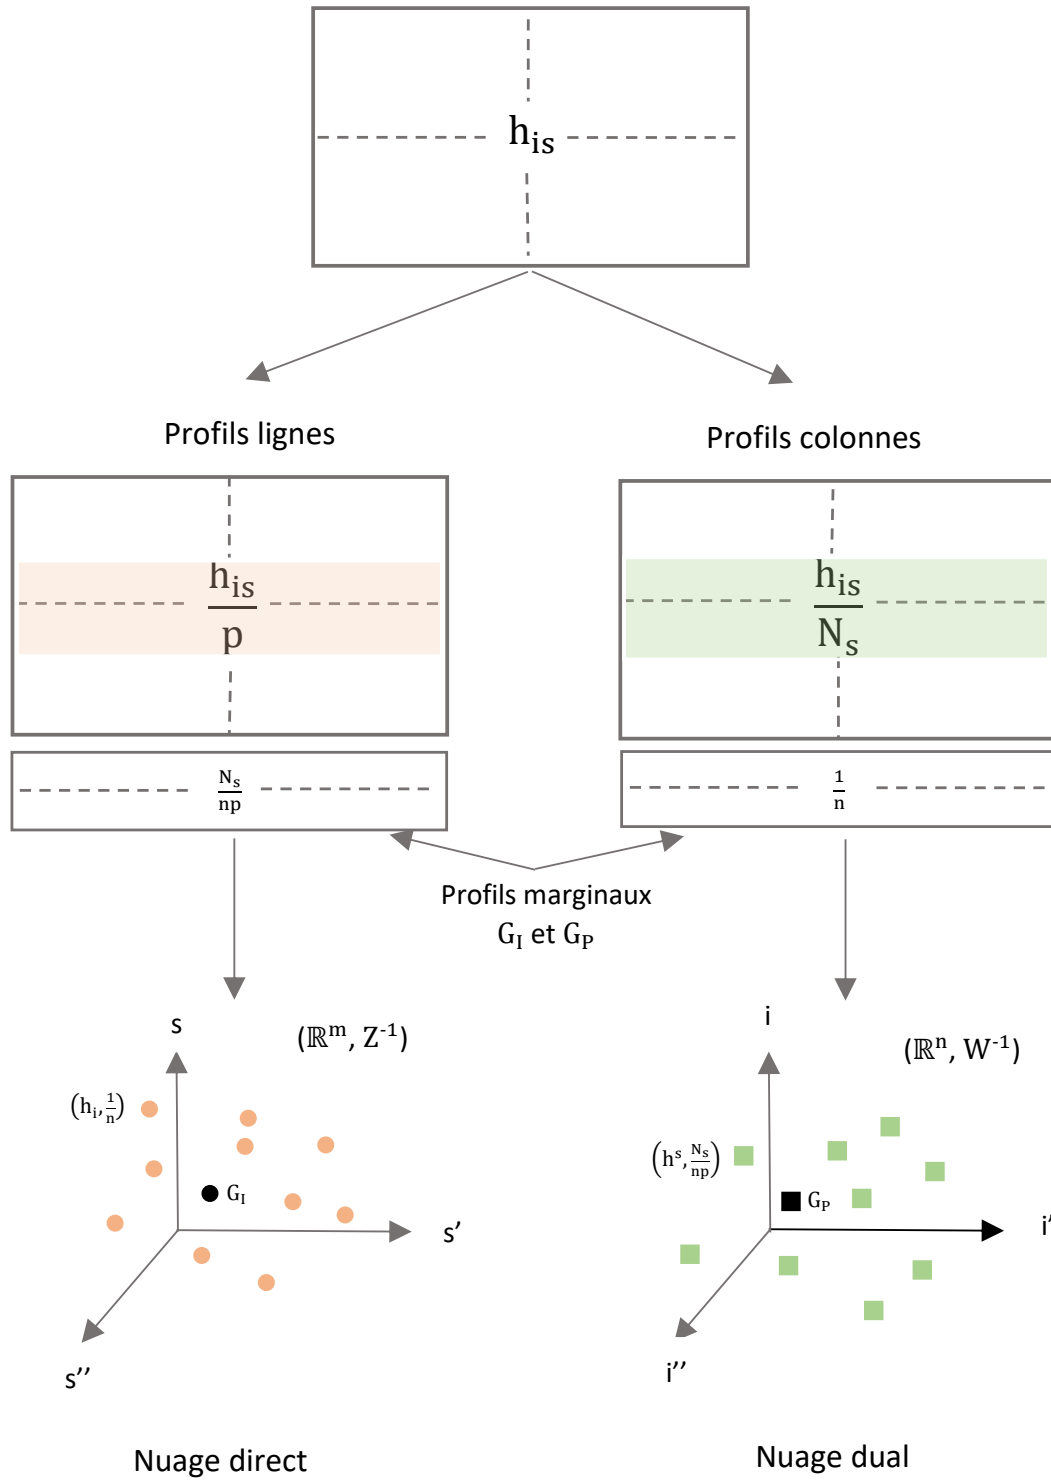 h_is
Profils lignes
Profils colonnes
h_is/p
h_is/N_s
N_s/np
1/n
Profils marginaux
G_I et G_P
s
(ℝ^m, Z^-1)
i
(ℝ^n, W^-1)
(h_i, 1/n)
(h^s, N_s/np)
G_I
G_P
s'
i'
s''
i''
Nuage direct
Nuage dual